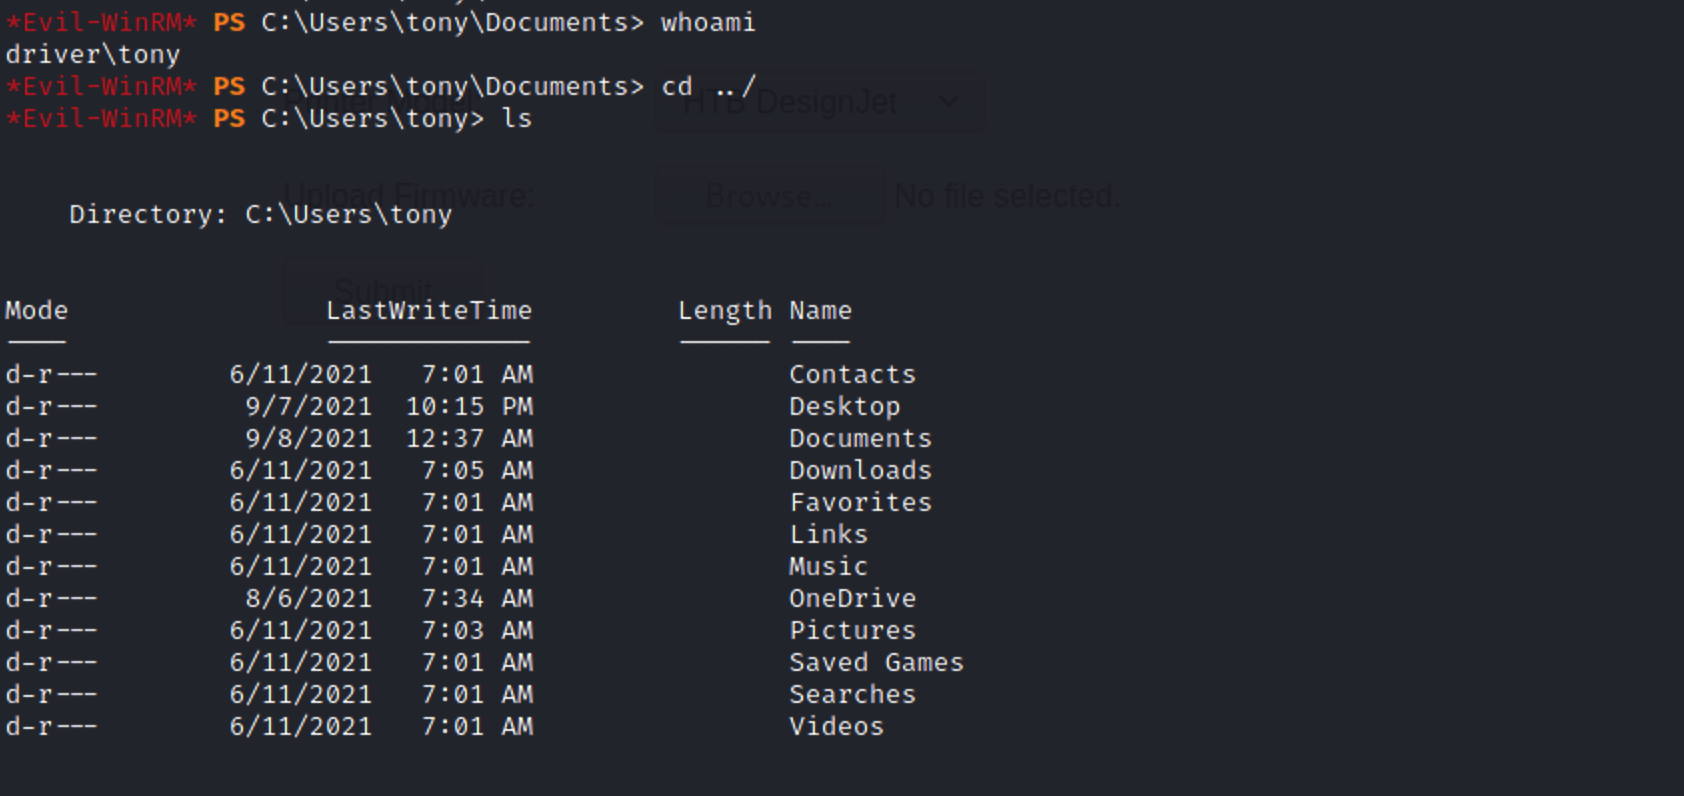 *Evil-WinRM* PS C:\Users\tony\Documents> whoami
driver\tony
*Evil-WinRM* PS C:\Users\tony\Documents> cd ../
Printer Model: HTB DesignJet
*Evil-WinRM* PS C:\Users\tony> ls
Upload Firmware: Browse... No file selected.
Directory: C:\Users\tony
Submit
Mode LastWriteTime Length Name
---- ------------- ------ ----
d-r--- 6/11/2021 7:01 AM Contacts
d-r--- 9/7/2021 10:15 PM Desktop
d-r--- 9/8/2021 12:37 AM Documents
d-r--- 6/11/2021 7:05 AM Downloads
d-r--- 6/11/2021 7:01 AM Favorites
d-r--- 6/11/2021 7:01 AM Links
d-r--- 6/11/2021 7:01 AM Music
d-r--- 8/6/2021 7:34 AM OneDrive
d-r--- 6/11/2021 7:03 AM Pictures
d-r--- 6/11/2021 7:01 AM Saved Games
d-r--- 6/11/2021 7:01 AM Searches
d-r--- 6/11/2021 7:01 AM Videos